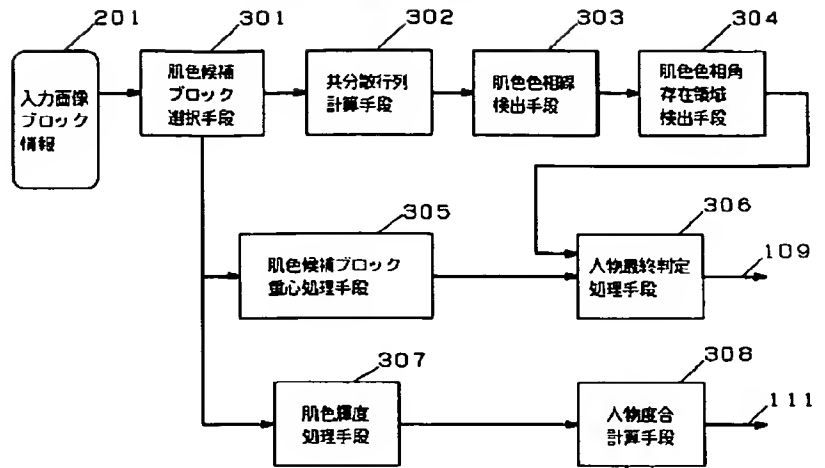 201
301
302
303
304
入力画像
ブロック
情報
肌色候補
ブロック
選択手段
共分散行列
計算手段
肌色色相線
検出手段
肌色色相角
存在領域
検出手段
305
306
肌色候補ブロック
重心処理手段
人物最終判定
処理手段
109
307
308
肌色輝度
処理手段
人物度合
計算手段
111